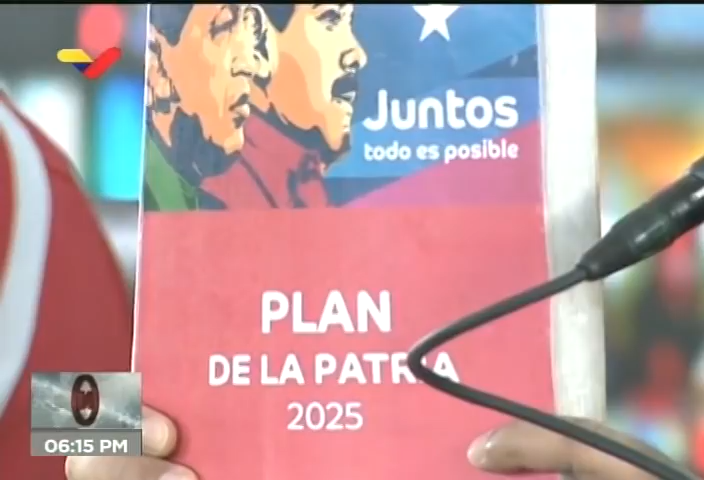 Juntos
todo es posible
PLAN
DE LA PATRIA
2025
06:15 PM